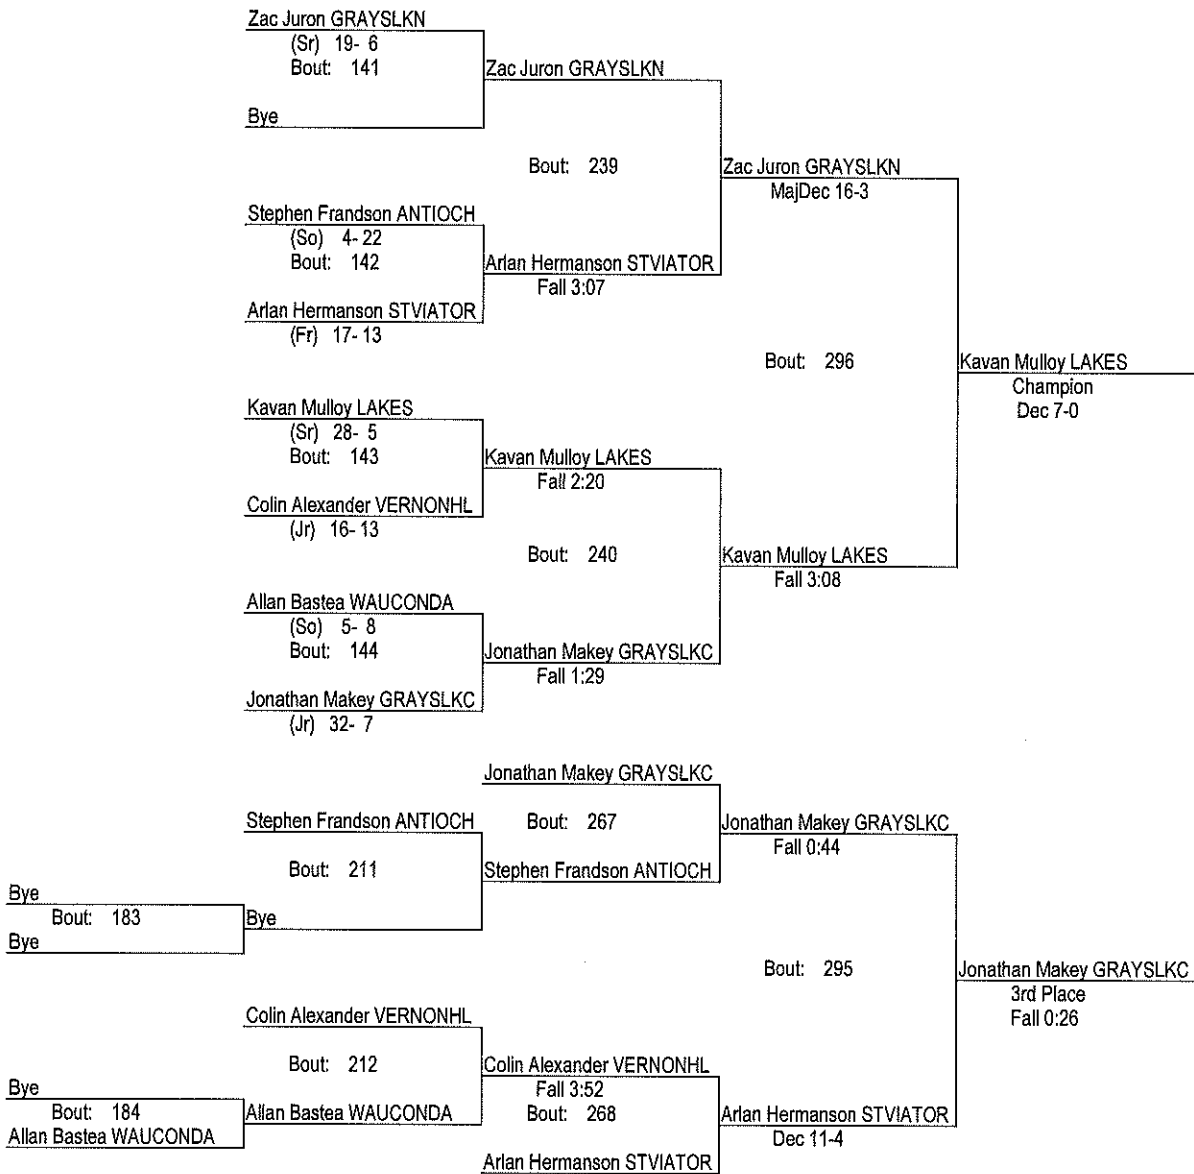 Zac Juron GRAYSLKN
(Sr) 19- 6
Bout: 141
Zac Juron GRAYSLKN
Bye
Bout: 239
Zac Juron GRAYSLKN
MajDec 16-3
Stephen Frandson ANTIOCH
(So) 4- 22
Bout: 142
Arlan Hermanson STVIATOR
Fall 3:07
Arlan Hermanson STVIATOR
(Fr) 17- 13
Bout: 296
Kavan Mulloy LAKES
Champion
Dec 7-0
Kavan Mulloy LAKES
(Sr) 28- 5
Bout: 143
Kavan Mulloy LAKES
Fall 2:20
Colin Alexander VERNONHL
(Jr) 16- 13
Bout: 240
Kavan Mulloy LAKES
Fall 3:08
Allan Bastea WAUCONDA
(So) 5- 8
Bout: 144
Jonathan Makey GRAYSLKC
Fall 1:29
Jonathan Makey GRAYSLKC
(Jr) 32- 7
Jonathan Makey GRAYSLKC
Stephen Frandson ANTIOCH
Bout: 267
Jonathan Makey GRAYSLKC
Fall 0:44
Bout: 211
Stephen Frandson ANTIOCH
Bye
Bout: 183
Bye
Bye
Bout: 295
Jonathan Makey GRAYSLKC
3rd Place
Fall 0:26
Colin Alexander VERNONHL
Bout: 212
Colin Alexander VERNONHL
Fall 3:52
Bye
Bout: 184
Allan Bastea WAUCONDA
Bout: 268
Arlan Hermanson STVIATOR
Dec 11-4
Allan Bastea WAUCONDA
Arlan Hermanson STVIATOR